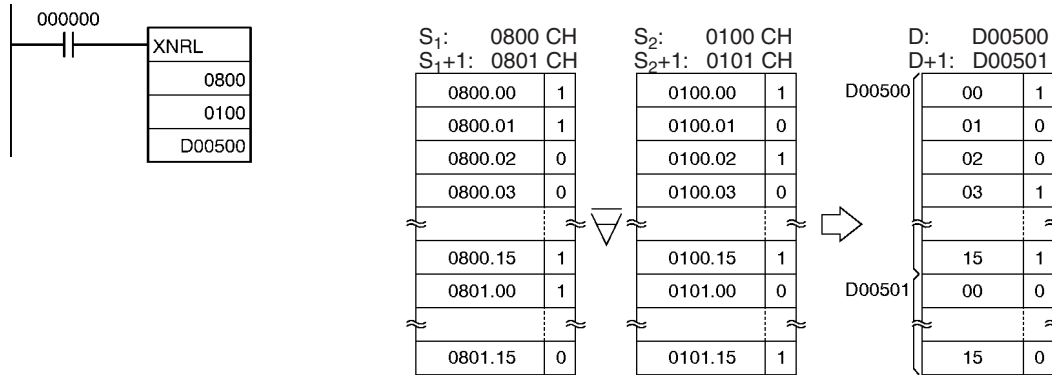 000000
XNRL
0800
0100
D00500
S₁: 0800 CH
S₁+1: 0801 CH
0800.00 1
0800.01 1
0800.02 0
0800.03 0
0800.15 1
0801.00 1
0801.15 0
S₂: 0100 CH
S₂+1: 0101 CH
0100.00 1
0100.01 0
0100.02 1
0100.03 0
0100.15 1
0101.00 0
0101.15 1
D: D00500
D+1: D00501
D00500
00 1
01 0
02 0
03 1
15 1
D00501
00 0
15 0